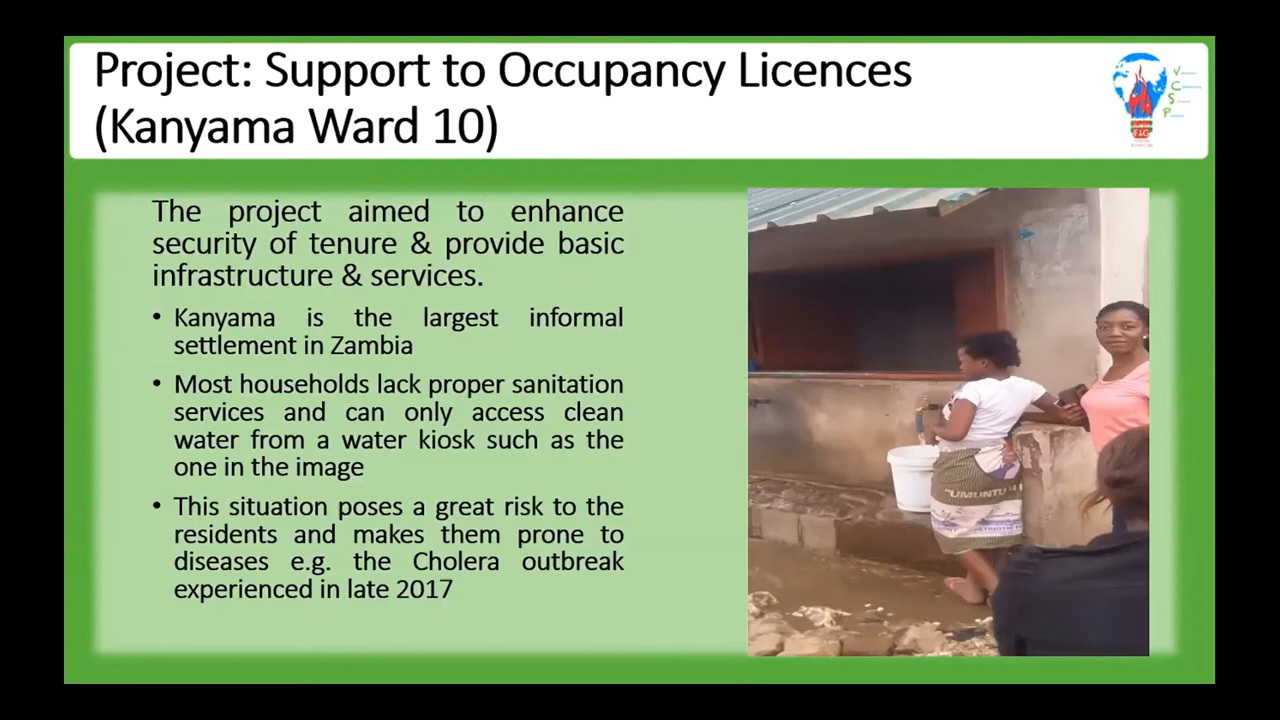 Project: Support to Occupancy Licences
(Kanyama Ward 10)
V
C
S
P
FIG
The project aimed to enhance
security of tenure & provide basic
infrastructure & services.
• Kanyama is the largest informal
settlement in Zambia
• Most households lack proper sanitation
services and can only access clean
water from a water kiosk such as the
one in the image
• This situation poses a great risk to the
residents and makes them prone to
diseases e.g. the Cholera outbreak
experienced in late 2017
"UMUNTU